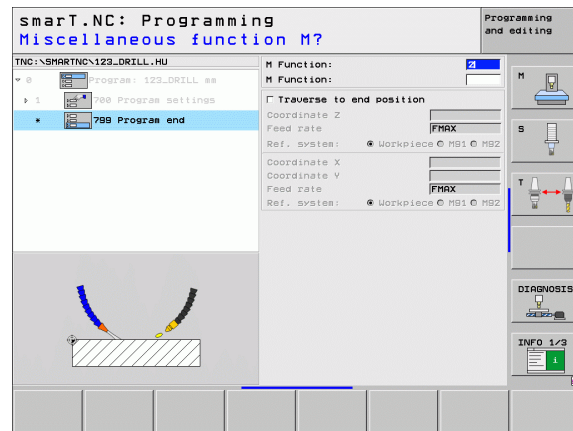 smarT.NC: Programming
Miscellaneous function M?
Programming and editing
TNC:\SMARTNC\123_DRILL.HU
0 Program: 123_DRILL mm
1 700 Program settings
* 799 Program end
M Function:
M Function:
Traverse to end position
Coordinate Z
Feed rate FMAX
Ref. system: Workpiece M91 M92
Coordinate X
Coordinate Y
Feed rate FMAX
Ref. system: Workpiece M91 M92
M
S
T
DIAGNOSIS
INFO 1/3
i